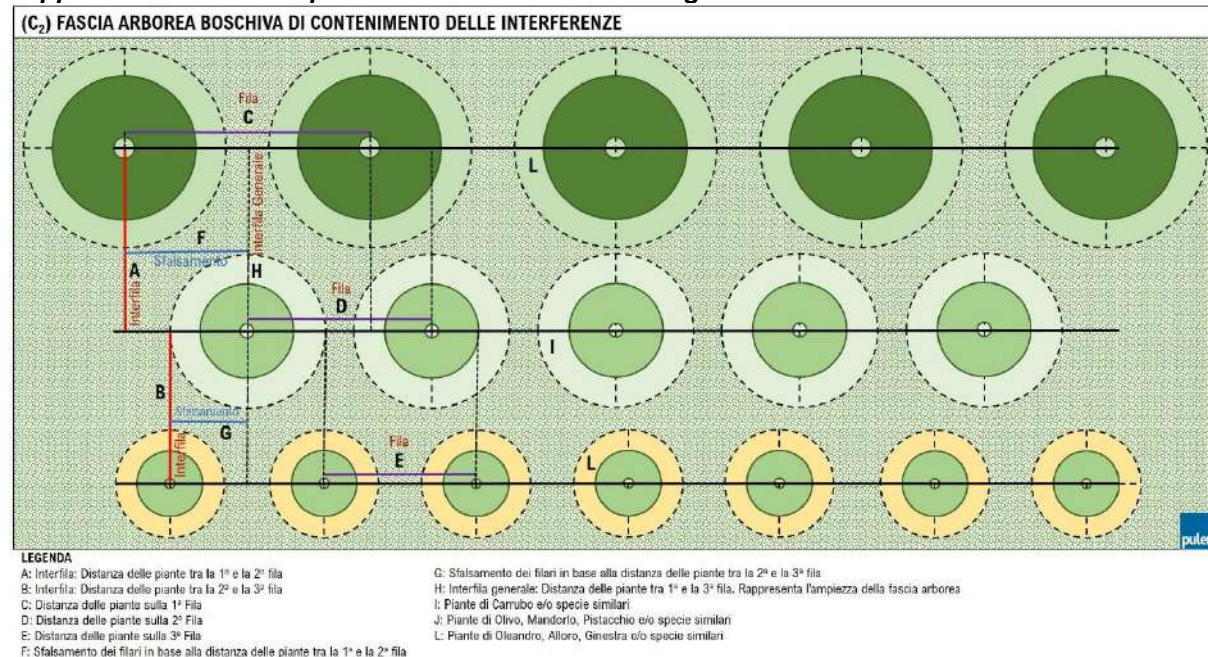 (C₂) FASCIA ARBOREA BOSCHIVA DI CONTENIMENTO DELLE INTERFERENZE
Fila
C
L
Interfila Generale
F
Sfalsamento
A
Interfila
H
Fila
D
I
B
Sfalsamento
G
Interfila
Fila
E
L
puler
LEGENDA
A: Interfila: Distanza delle piante tra la 1ª e la 2ª fila
B: Interfila: Distanza delle piante tra la 2ª e la 3ª fila
C: Distanza delle piante sulla 1ª Fila
D: Distanza delle piante sulla 2ª Fila
E: Distanza delle piante sulla 3ª Fila
F: Sfalsamento dei filari in base alla distanza delle piante tra la 1ª e la 2ª fila
G: Sfalsamento dei filari in base alla distanza delle piante tra la 2ª e la 3ª fila
H: Interfila generale: Distanza delle piante tra 1ª e la 3ª fila. Rappresenta l'ampiezza della fascia arborea
I: Piante di Carrubo e/o specie similari
J: Piante di Olivo, Mandorlo, Pistacchio e/o specie similari
L: Piante di Oleandro, Alloro, Ginestra e/o specie similari